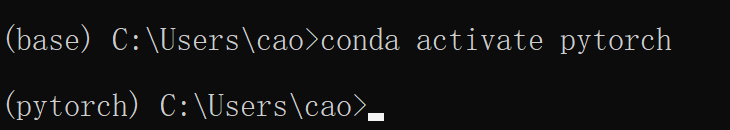 (base) C:\Users\cao>conda activate pytorch
(pytorch) C:\Users\cao>